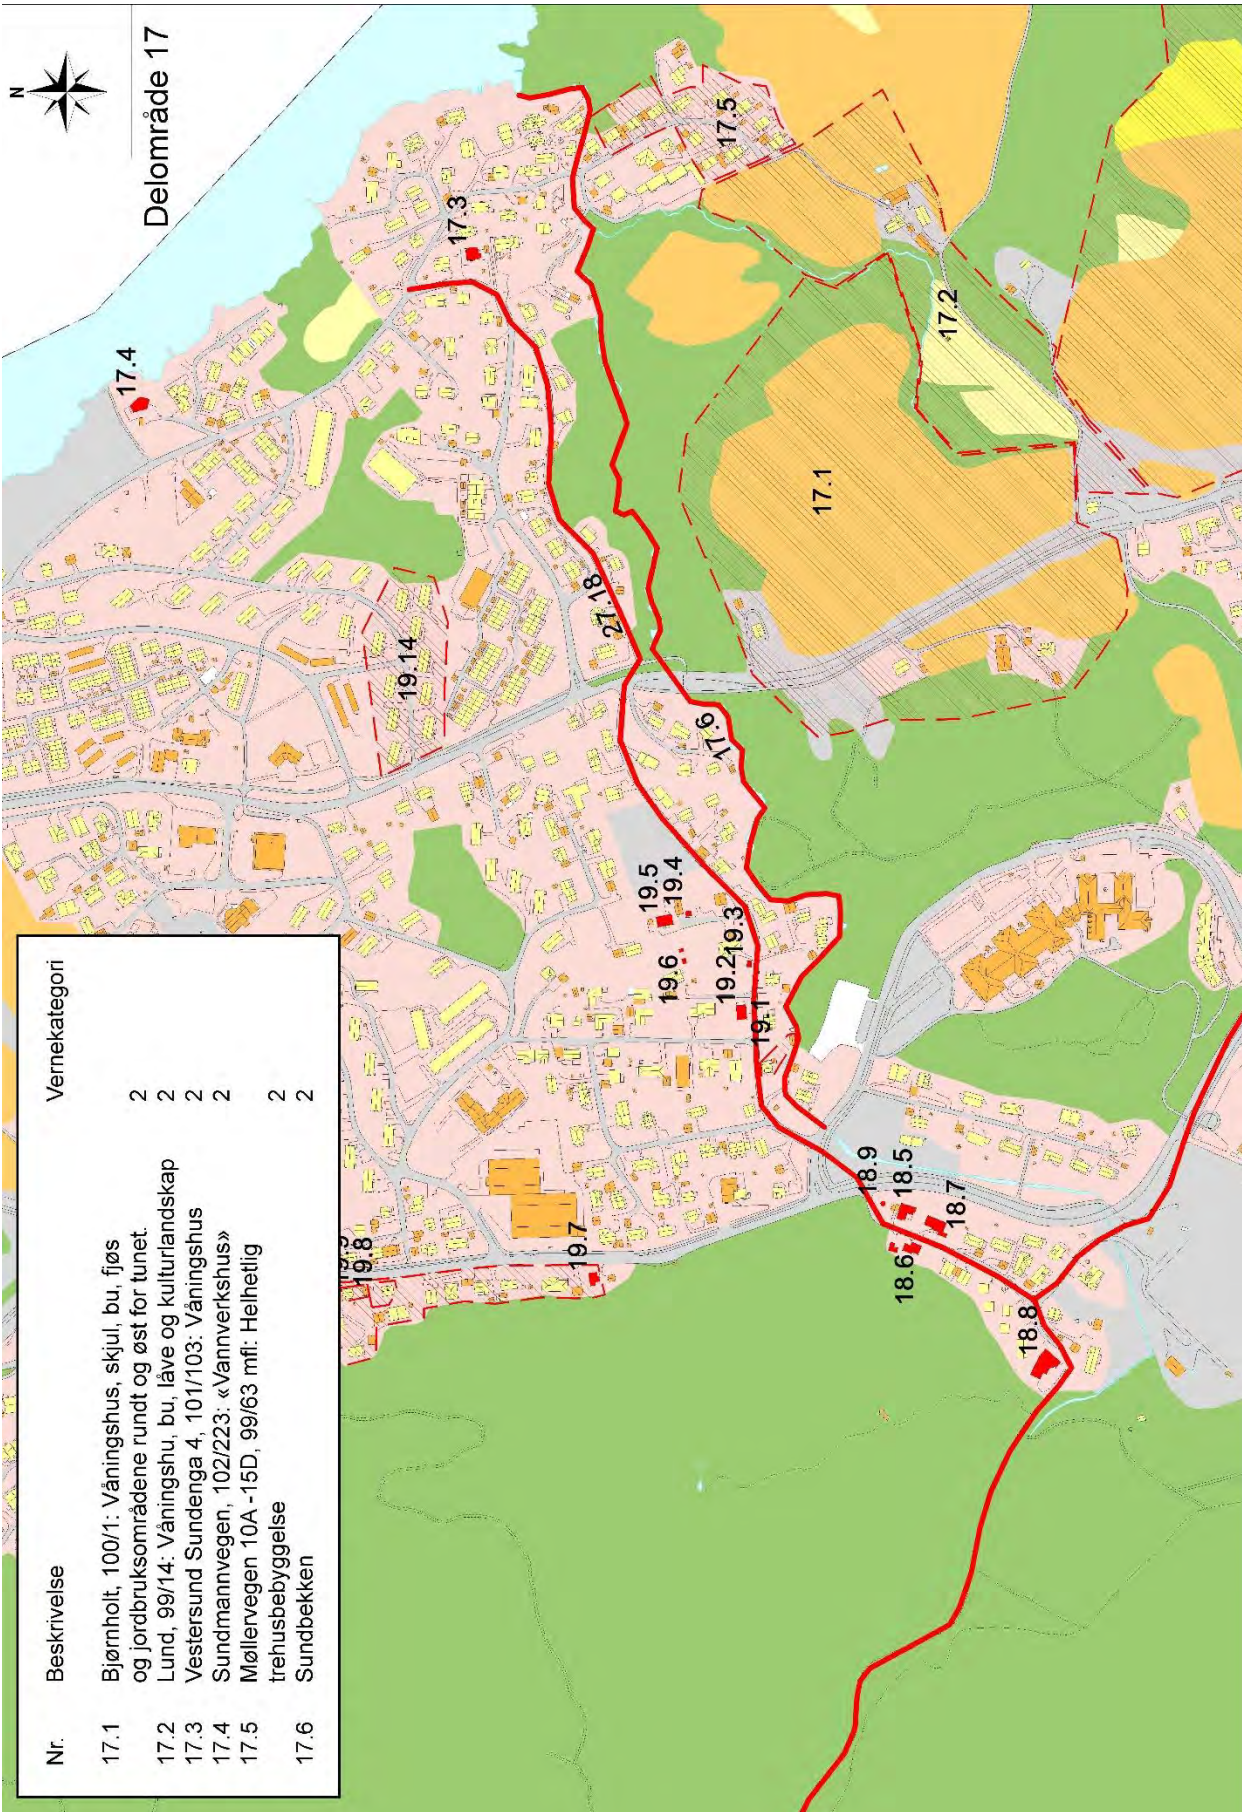 N
Delområde 17
Nr. Beskrivelse Vernekategori
17.1 Bjørnholt, 100/1: Våningshus, skjul, bu, fjøs
og jordbruksområdene rundt og øst for tunet. 2
17.2 Lund, 99/14: Våningshu, bu, låve og kulturlandskap 2
17.3 Vestersund Sundenga 4, 101/103: Våningshus 2
17.4 Sundmannvegen, 102/223: «Vannverkshus» 2
17.5 Møllervegen 10A -15D, 99/63 mfl: Helhetlig
trehusbebyggelse 2
17.6 Sundbekken 2
17.4
17.3
17.5
17.2
17.1
27.18
19.14
17.6
19.5
19.4
19.6
19.3
19.2
19.1
19.8
19.7
18.9
18.5
18.7
18.6
18.8